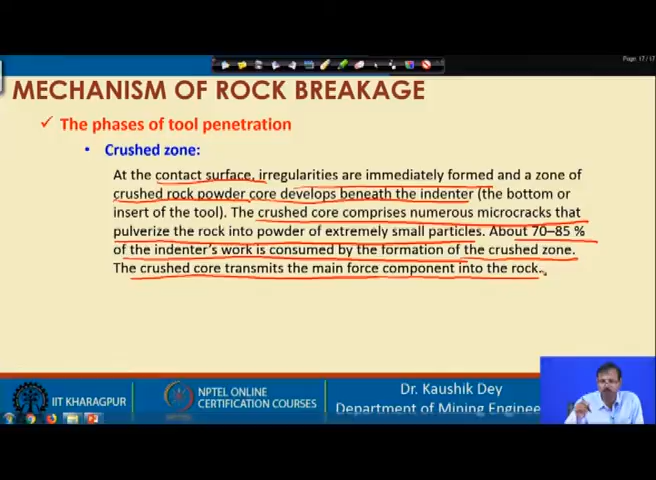 Page: 17 / 17
MECHANISM OF ROCK BREAKAGE
✓ The phases of tool penetration
• Crushed zone:
At the contact surface, irregularities are immediately formed and a zone of
crushed rock powder core develops beneath the indenter (the bottom or
insert of the tool). The crushed core comprises numerous microcracks that
pulverize the rock into powder of extremely small particles. About 70–85 %
of the indenter's work is consumed by the formation of the crushed zone.
The crushed core transmits the main force component into the rock.
IIT KHARAGPUR
NPTEL ONLINE
CERTIFICATION COURSES
Dr. Kaushik Dey
Department of Mining Enginee